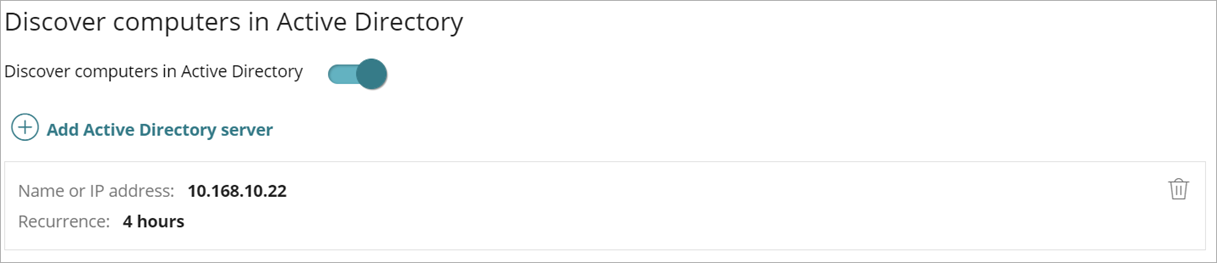 Discover computers in Active Directory
Discover computers in Active Directory
Add Active Directory server
Name or IP address: 10.168.10.22
Recurrence: 4 hours